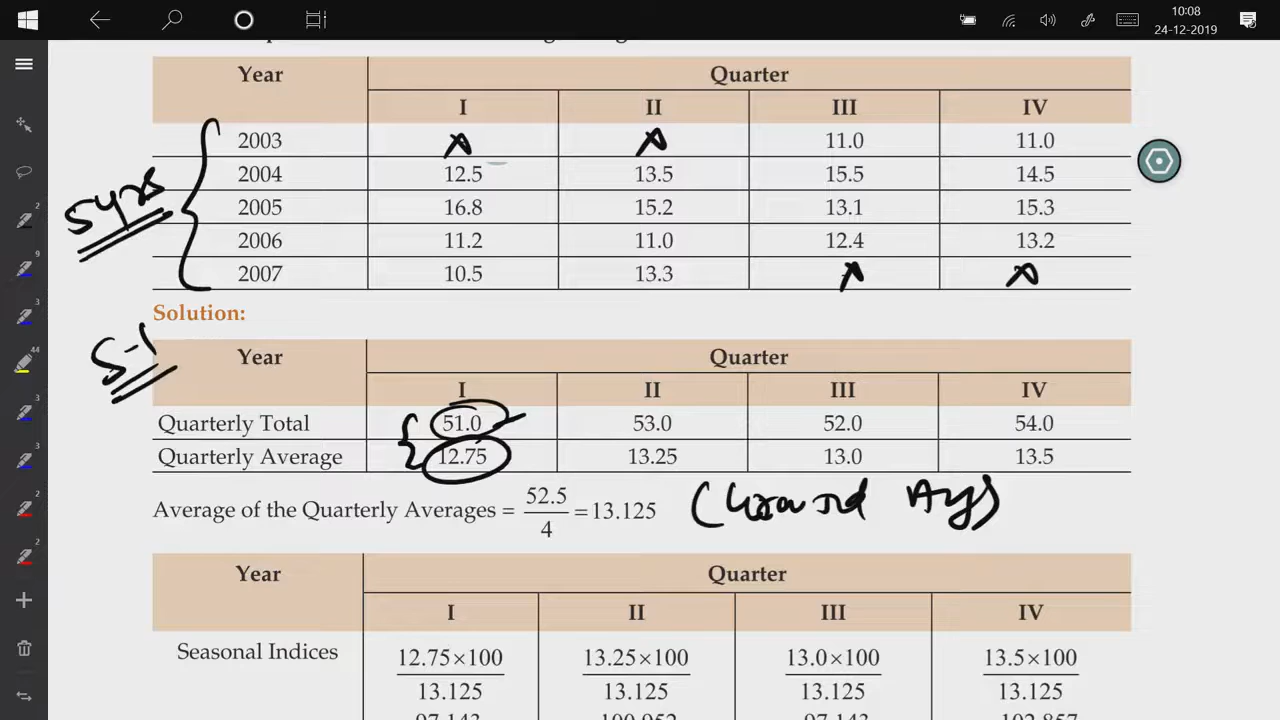 10:08
24-12-2019
Year Quarter
I II III IV
2003 x x 11.0 11.0
2004 12.5 13.5 15.5 14.5
2005 16.8 15.2 13.1 15.3
2006 11.2 11.0 12.4 13.2
2007 10.5 13.3 x x
5yrs
Solution:
S-1
Year Quarter
I II III IV
Quarterly Total 51.0 53.0 52.0 54.0
Quarterly Average 12.75 13.25 13.0 13.5
Average of the Quarterly Averages = 52.5/4 = 13.125 (Grand Avg)
Year Quarter
I II III IV
Seasonal Indices 12.75×100/13.125 13.25×100/13.125 13.0×100/13.125 13.5×100/13.125